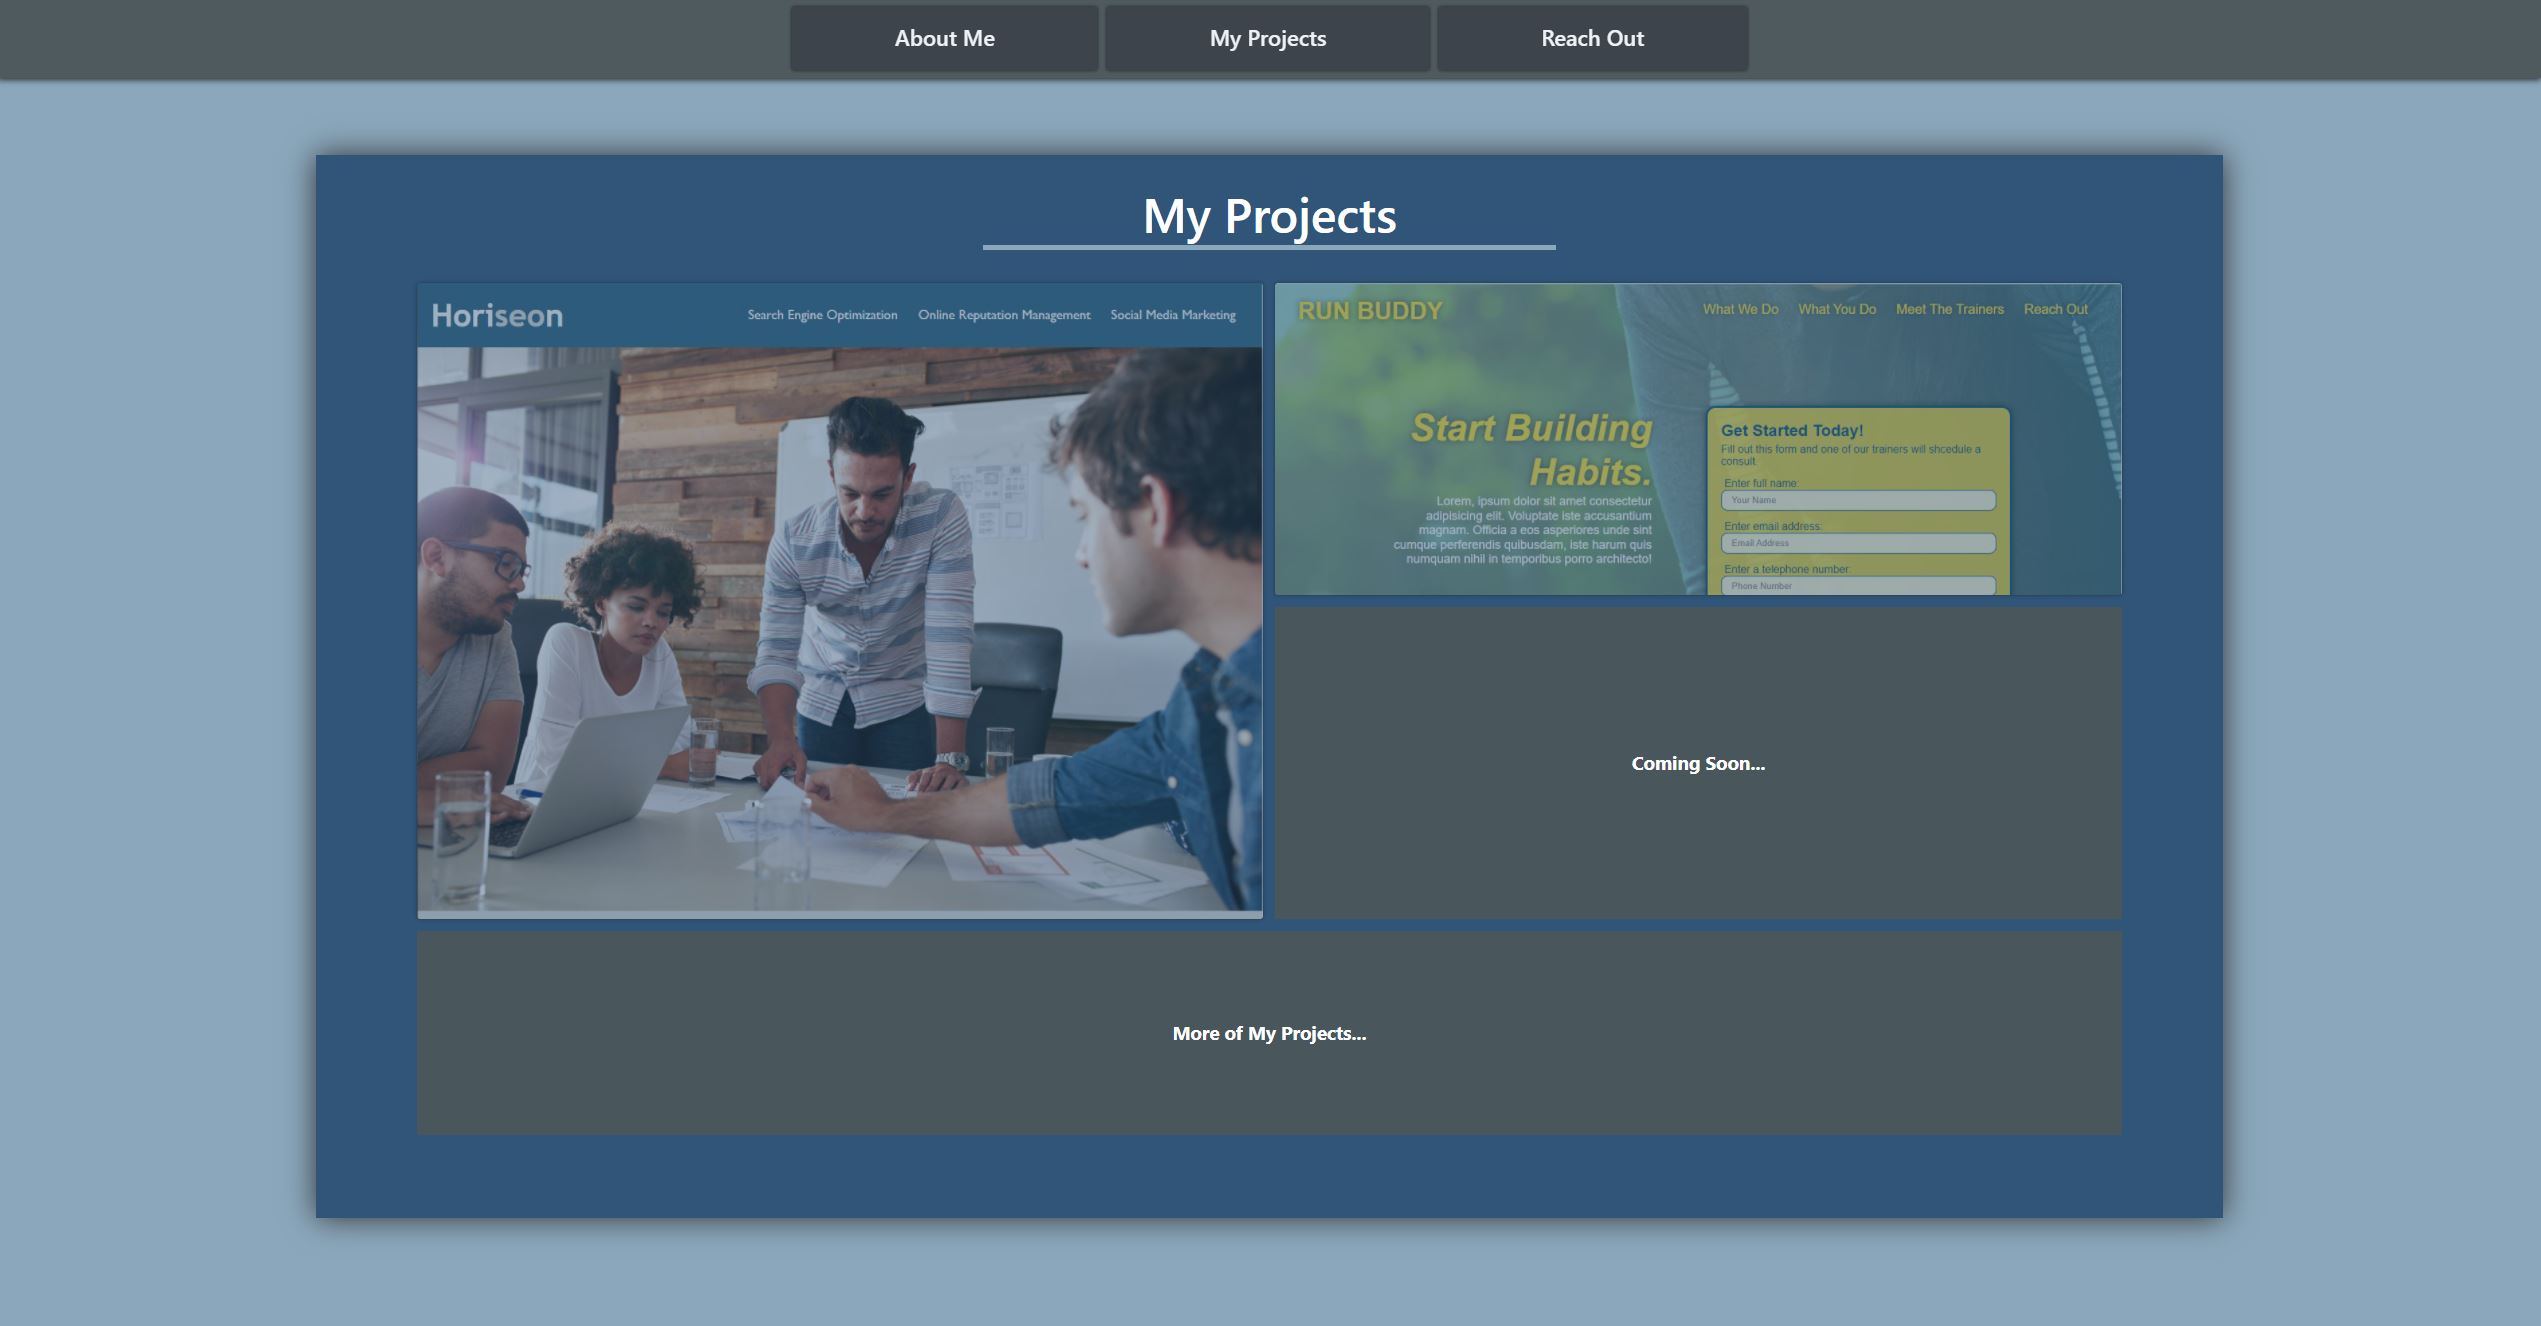 About Me
My Projects
Reach Out
My Projects
Horiseon
Search Engine Optimization
Online Reputation Management
Social Media Marketing
RUN BUDDY
What We Do
What You Do
Meet The Trainers
Reach Out
Start Building
Habits.
Lorem, ipsum dolor sit amet consectetur
adipisicing elit. Voluptate iste accusantium
magnam. Officia a eos asperiores unde sint
cumque perferendis quibusdam, iste harum quis
numquam nihil in temporibus porro architecto!
Get Started Today!
Fill out this form and one of our trainers will shcedule a
consult.
Enter full name:
Your Name
Enter email address:
Email Address
Enter a telephone number:
Phone Number
Coming Soon...
More of My Projects...